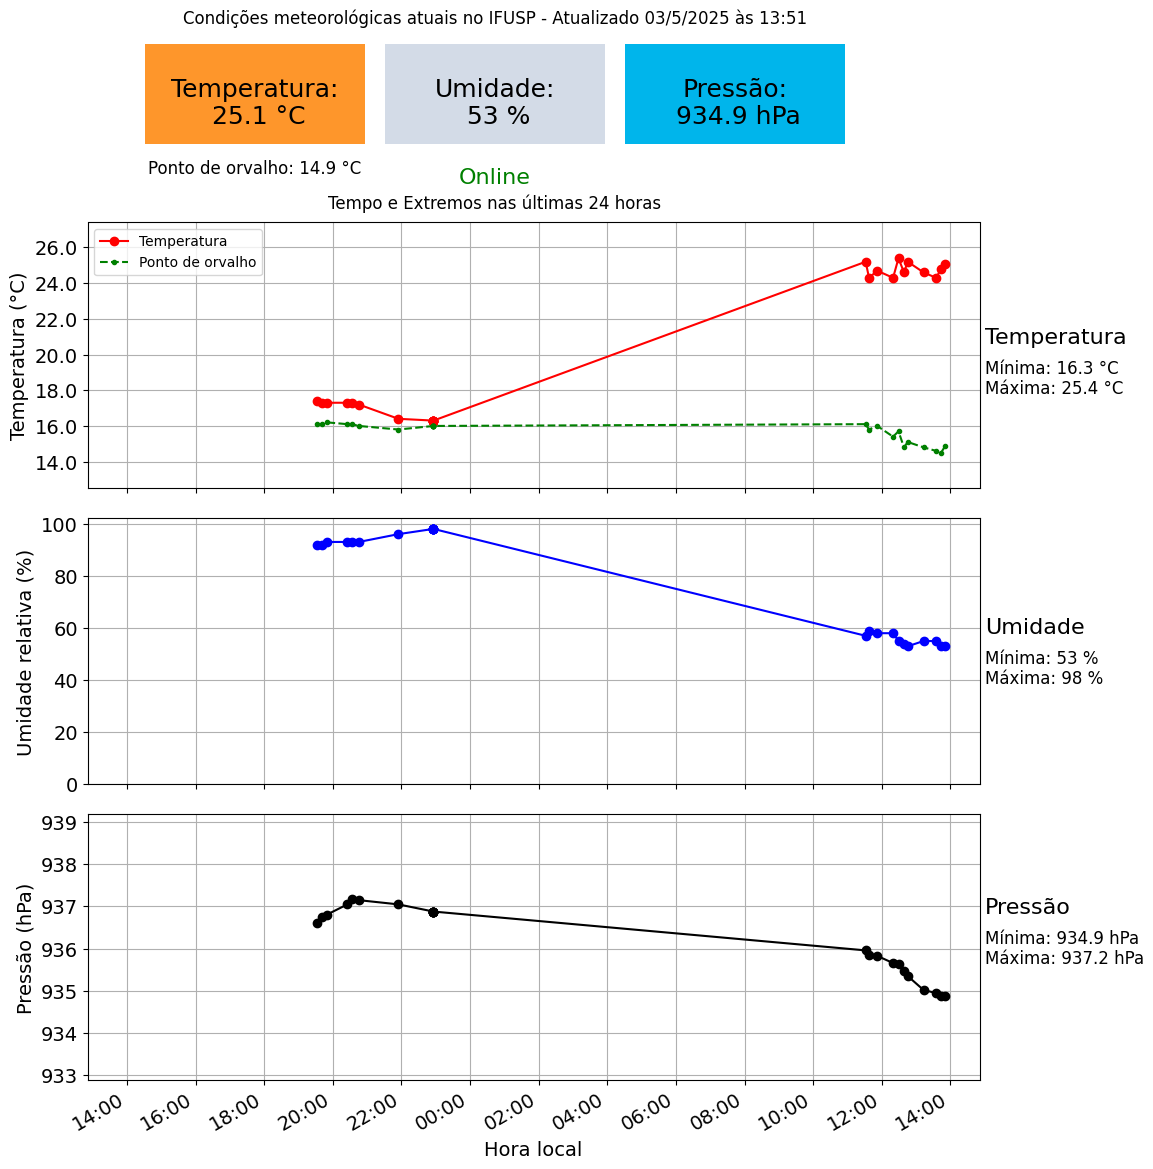 Condições meteorológicas atuais no IFUSP - Atualizado 03/5/2025 às 13:51
Temperatura:
25.1 °C
Umidade:
53 %
Pressão:
934.9 hPa
Ponto de orvalho: 14.9 °C
Online
Tempo e Extremos nas últimas 24 horas
Temperatura
Ponto de orvalho
Temperatura (°C)
26.0
24.0
22.0
20.0
18.0
16.0
14.0
Temperatura
Mínima: 16.3 °C
Máxima: 25.4 °C
Umidade relativa (%)
100
80
60
40
20
0
Umidade
Mínima: 53 %
Máxima: 98 %
Pressão (hPa)
939
938
937
936
935
934
933
Pressão
Mínima: 934.9 hPa
Máxima: 937.2 hPa
14:00 16:00 18:00 20:00 22:00 00:00 02:00 04:00 06:00 08:00 10:00 12:00 14:00
Hora local